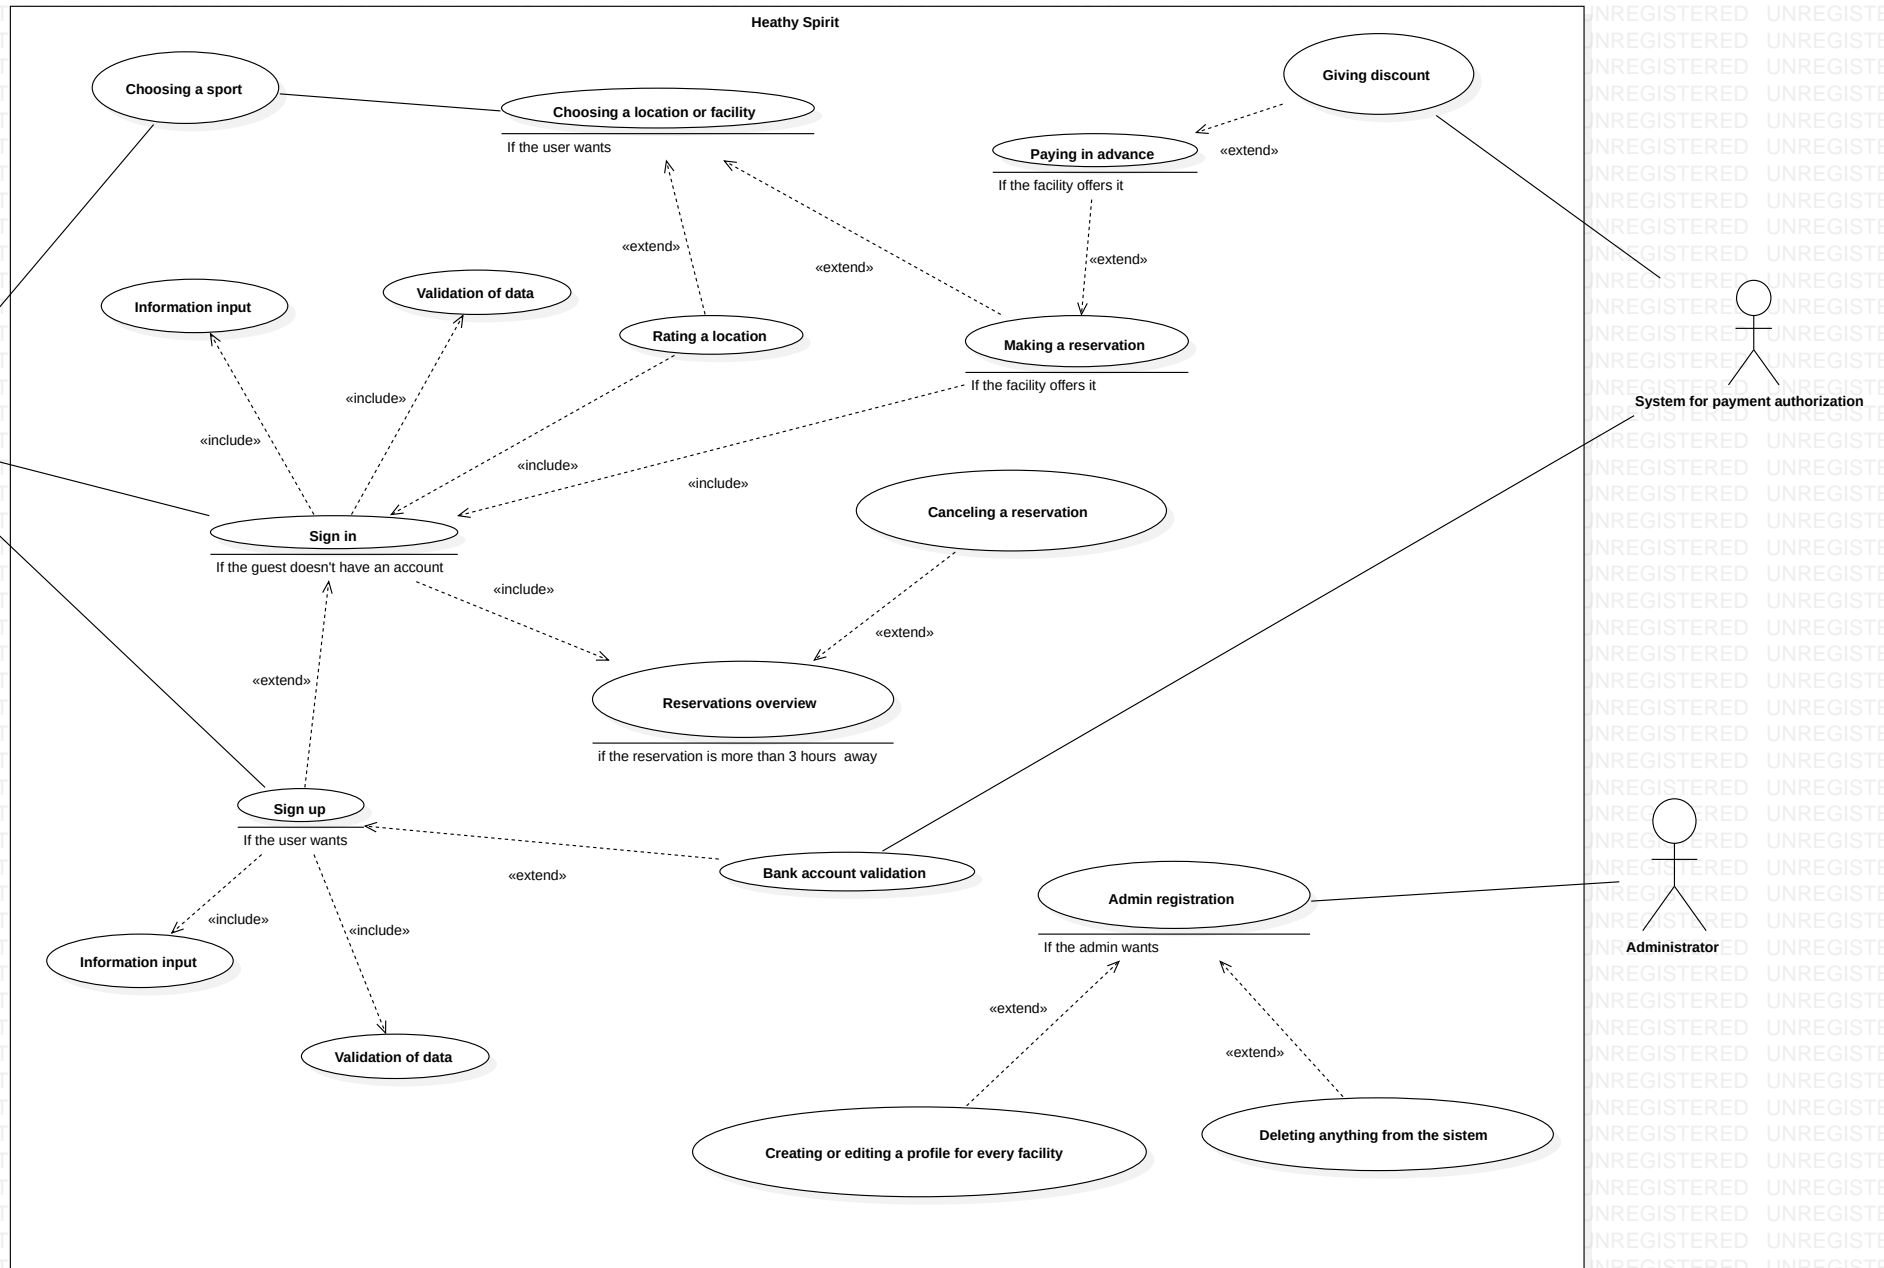 Heathy Spirit
Choosing a sport
Giving discount
Choosing a location or facility
If the user wants
Paying in advance
«extend»
If the facility offers it
«extend»
«extend»
«extend»
Information input
Validation of data
Rating a location
Making a reservation
If the facility offers it
System for payment authorization
«include»
«include»
«include»
«include»
Canceling a reservation
Sign in
If the guest doesn't have an account
«include»
«extend»
«extend»
Reservations overview
if the reservation is more than 3 hours  away
Sign up
If the user wants
«extend»
Bank account validation
Admin registration
If the admin wants
Administrator
«include»
«include»
Information input
«extend»
«extend»
Validation of data
Creating or editing a profile for every facility
Deleting anything from the sistem
UNREGISTERED